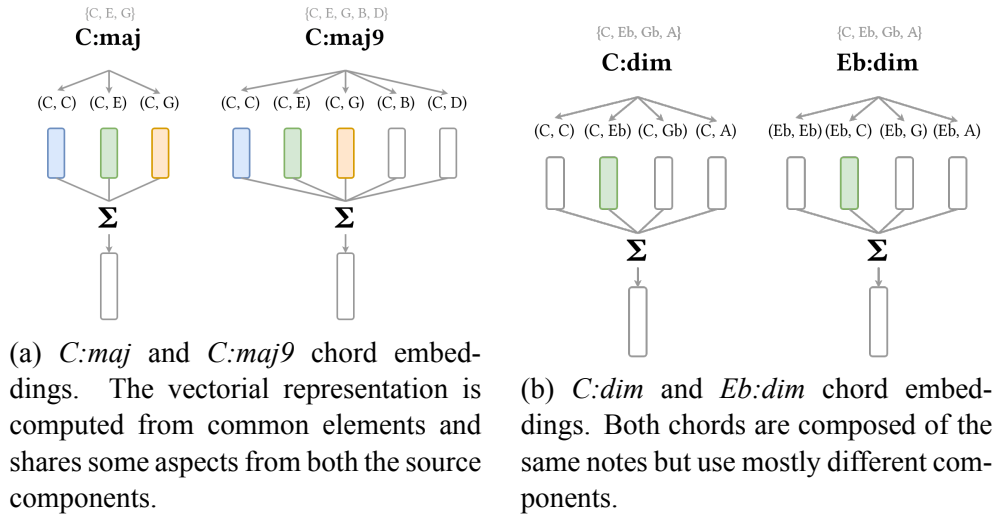 {C, E, G}
C:maj
(C, C) (C, E) (C, G)
Σ
{C, E, G, B, D}
C:maj9
(C, C) (C, E) (C, G) (C, B) (C, D)
Σ
(a) C:maj and C:maj9 chord embed-
dings. The vectorial representation is
computed from common elements and
shares some aspects from both the source
components.
{C, Eb, Gb, A}
C:dim
(C, C) (C, Eb) (C, Gb) (C, A)
Σ
{C, Eb, Gb, A}
Eb:dim
(Eb, Eb) (Eb, C) (Eb, G) (Eb, A)
Σ
(b) C:dim and Eb:dim chord embed-
dings. Both chords are composed of the
same notes but use mostly different com-
ponents.